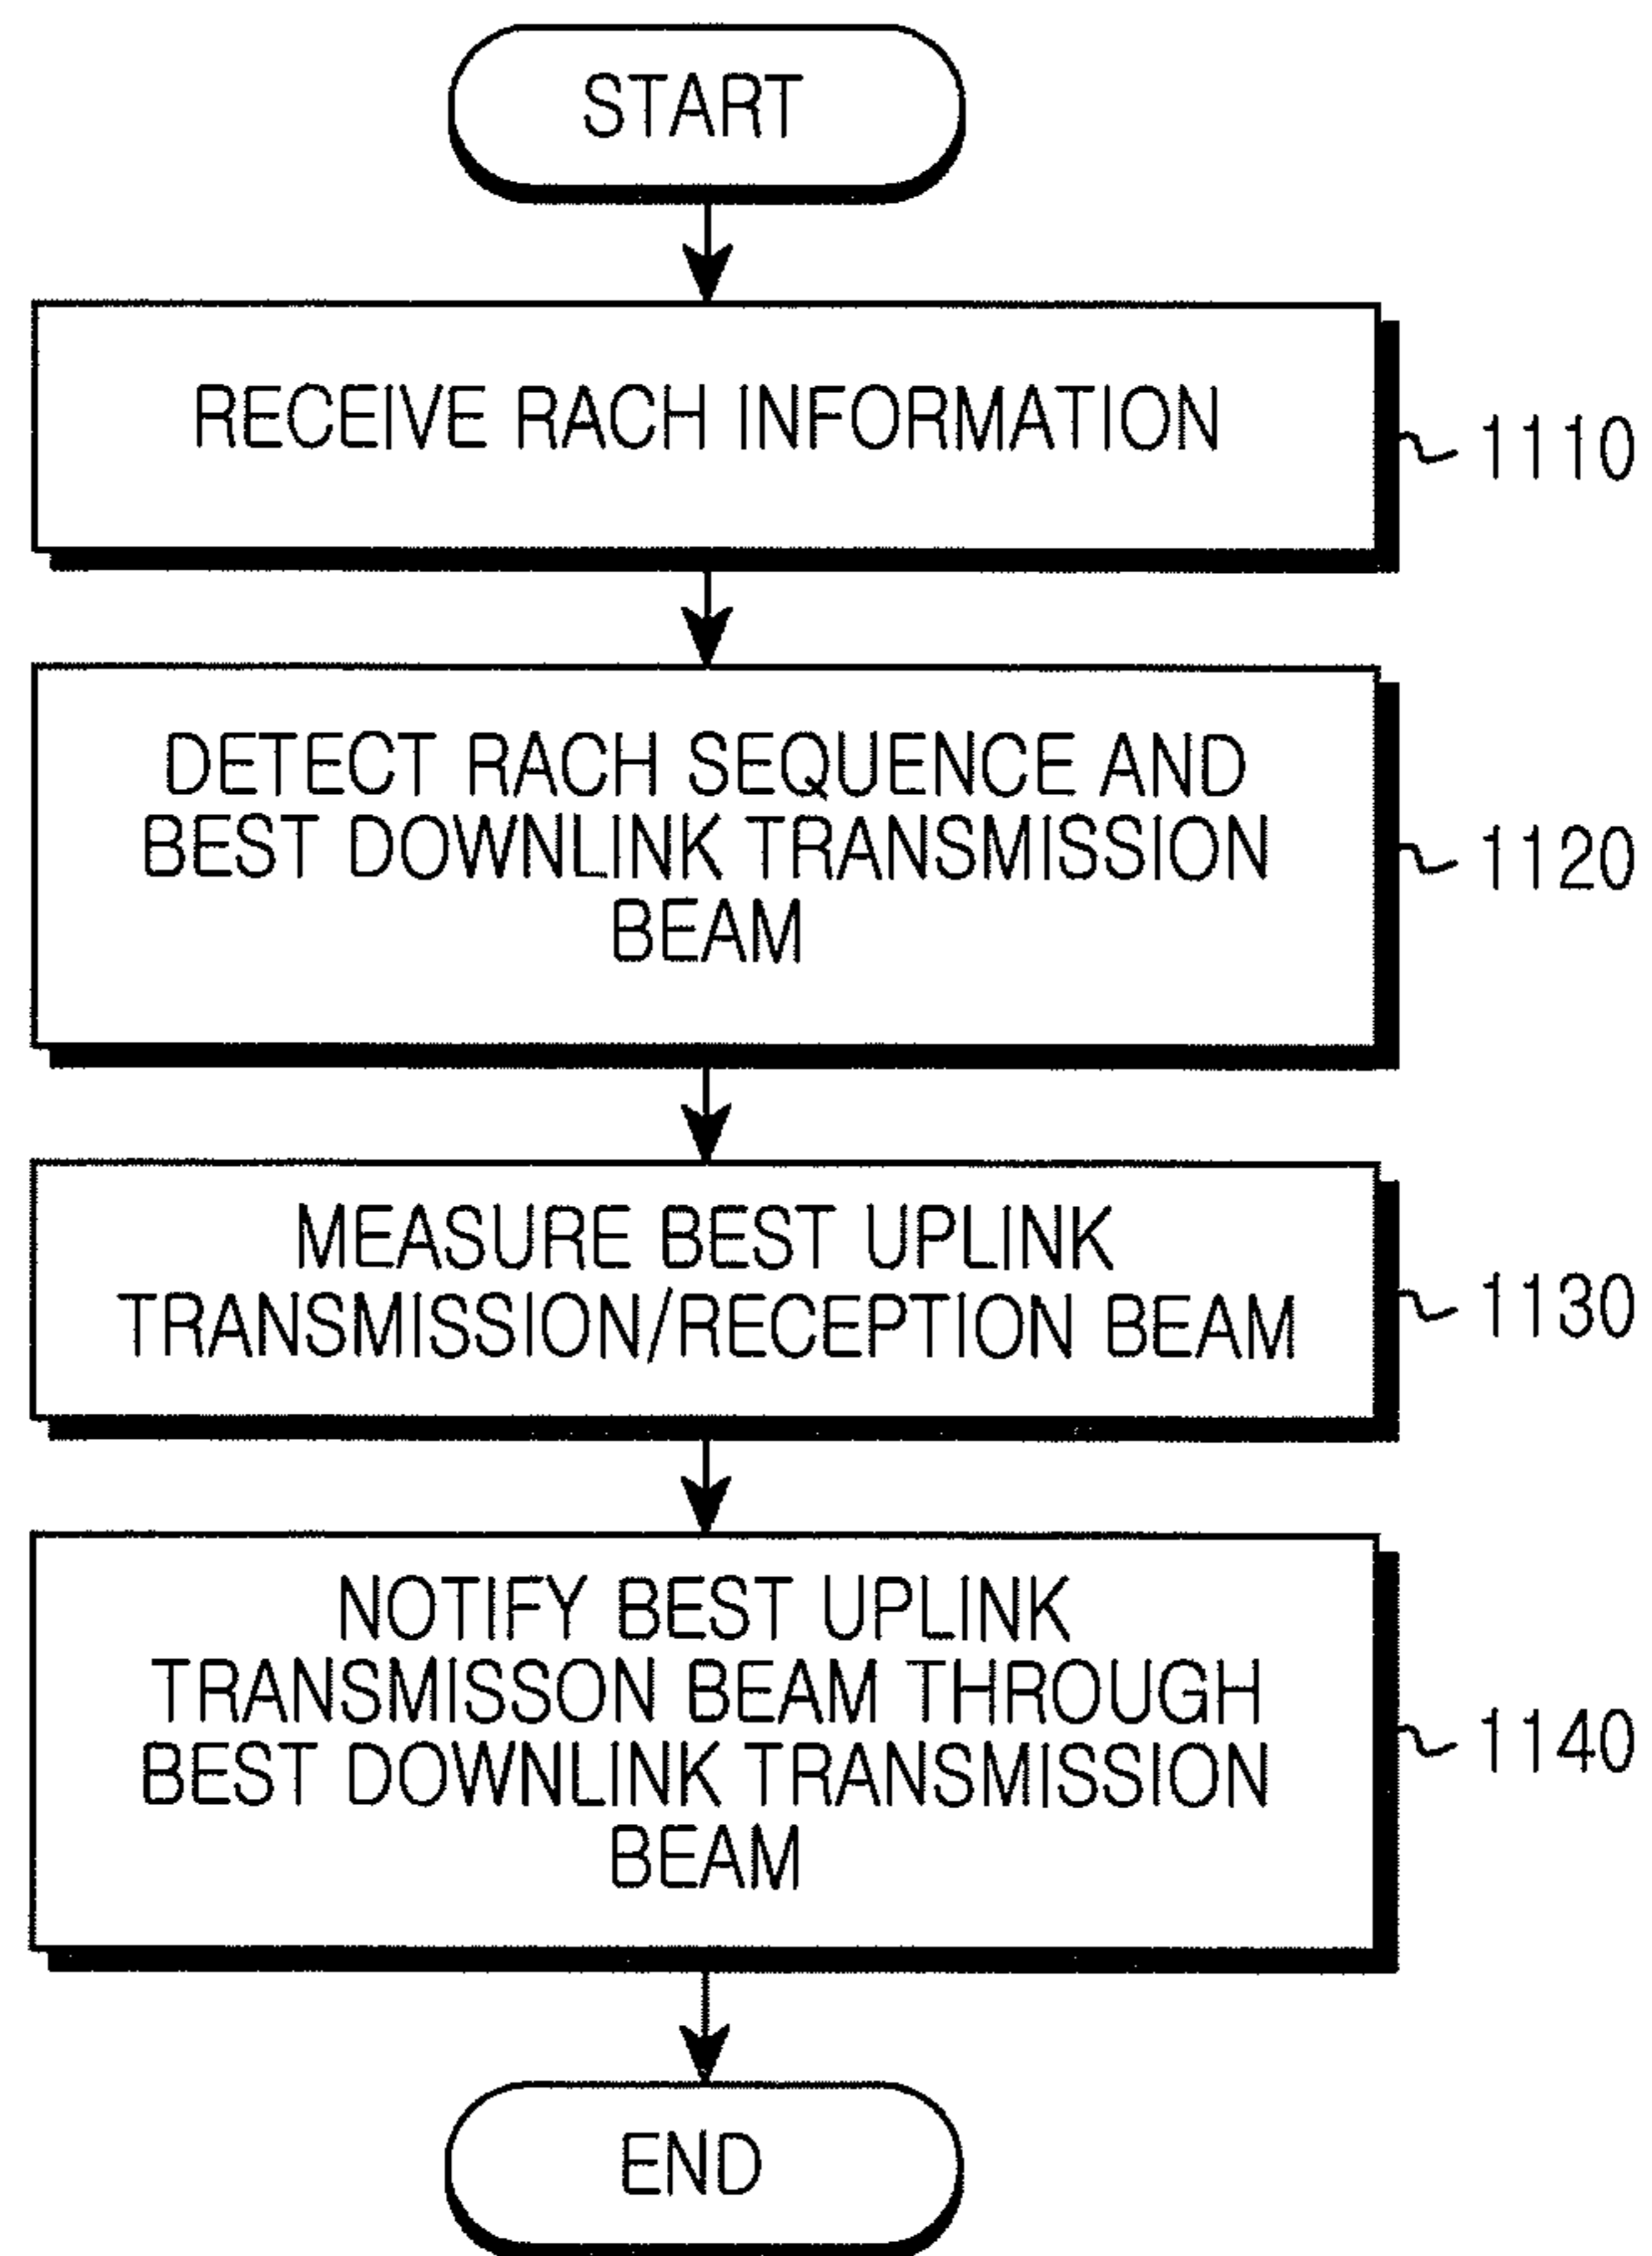 START
RECEIVE RACH INFORMATION
1110
DETECT RACH SEQUENCE AND
BEST DOWNLINK TRANSMISSION
BEAM
1120
MEASURE BEST UPLINK
TRANSMISSION/RECEPTION BEAM
1130
NOTIFY BEST UPLINK
TRANSMISSON BEAM THROUGH
BEST DOWNLINK TRANSMISSION
BEAM
1140
END